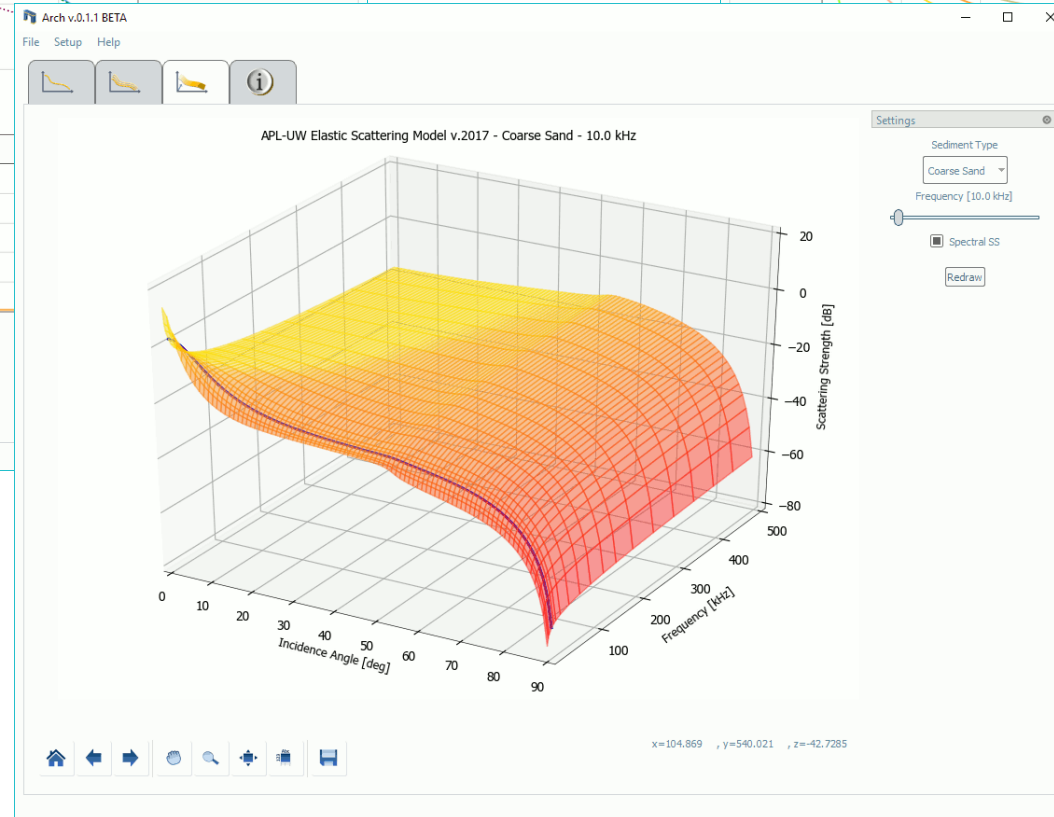 Arch v.0.1.1 BETA
File Setup Help
Settings
APL-UW Elastic Scattering Model v.2017 - Coarse Sand - 10.0 kHz
Sediment Type
Coarse Sand
Frequency [10.0 kHz]
Spectral SS
Redraw
20
0
−20
−40
−60
−80
Scattering Strength [dB]
500
400
300
200
100
Frequency [kHz]
0
10
20
30
40
50
60
70
80
90
Incidence Angle [deg]
x=104.869 , y=540.021 , z=-42.7285